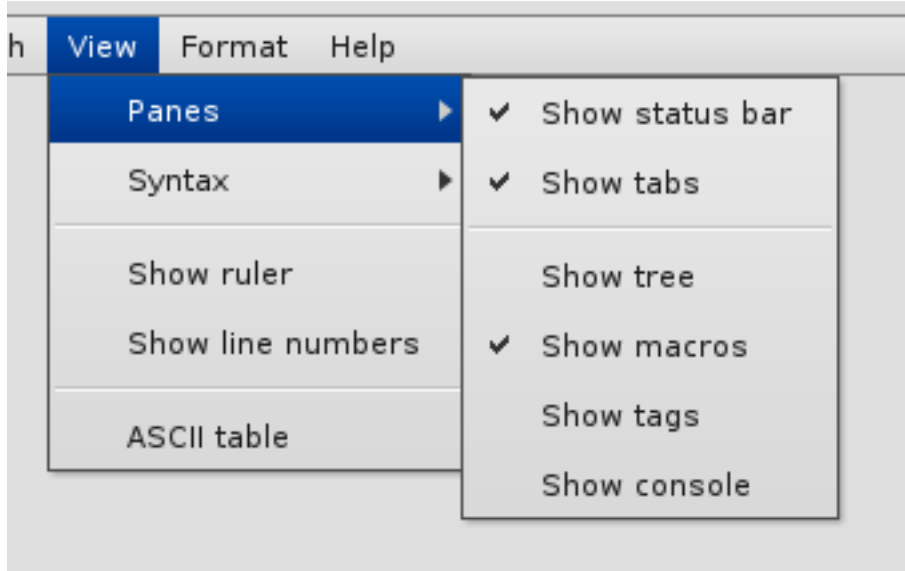 h View Format Help
Panes
Syntax
Show ruler
Show line numbers
ASCII table
Show status bar
Show tabs
Show tree
Show macros
Show tags
Show console